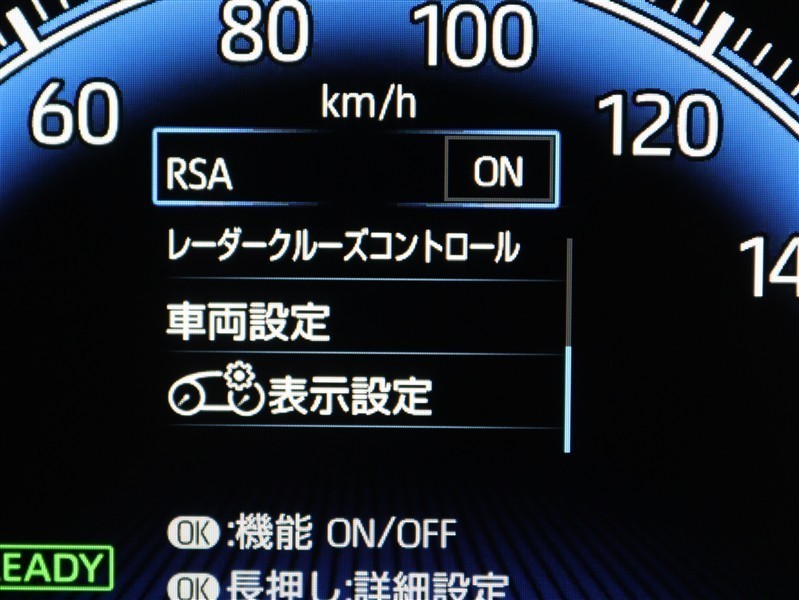 80 100
km/h
60 120
RSA ON
レーダークルーズコントロール
14
車両設定
表示設定
OK:機能 ON/OFF
EADY
OK長押し:詳細設定